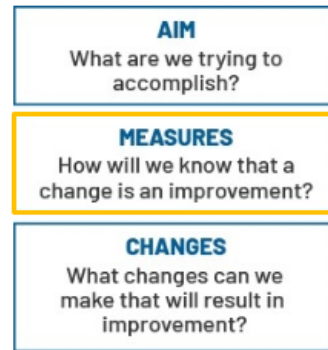 AIM
What are we trying to
accomplish?
MEASURES
How will we know that a
change is an improvement?
CHANGES
What changes can we
make that will result in
improvement?